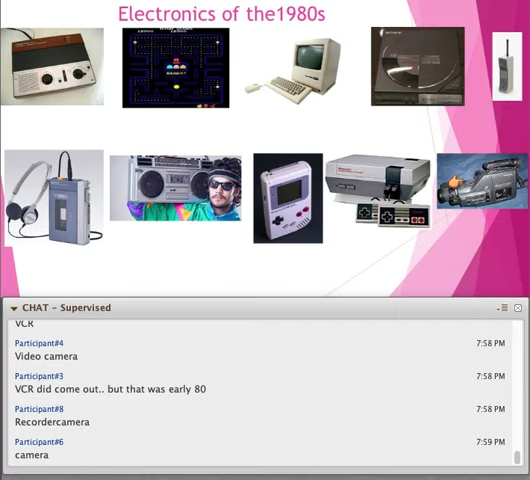 Electronics of the1980s
CHAT - Supervised
VCR
Participant#4 7:58 PM
Video camera
Participant#3 7:58 PM
VCR did come out.. but that was early 80
Participant#8 7:58 PM
Recordercamera
Participant#6 7:59 PM
camera